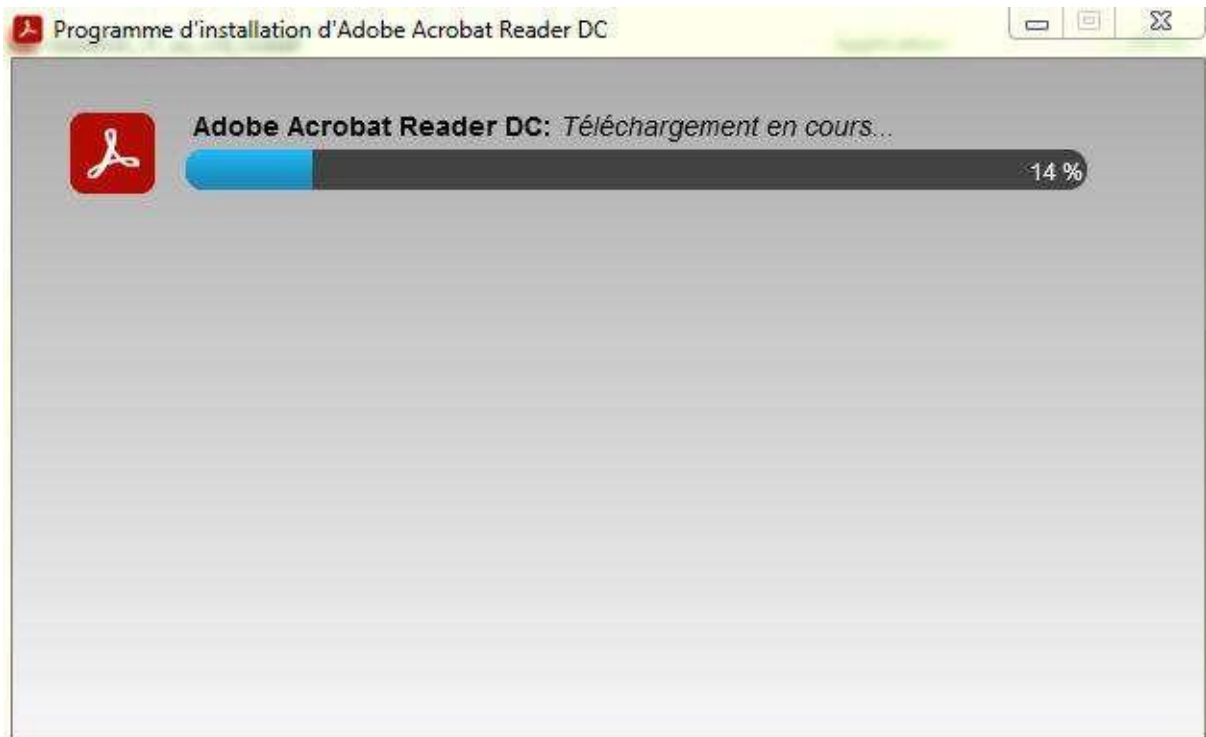 Programme d'installation d'Adobe Acrobat Reader DC
Adobe Acrobat Reader DC: Téléchargement en cours...
14 %